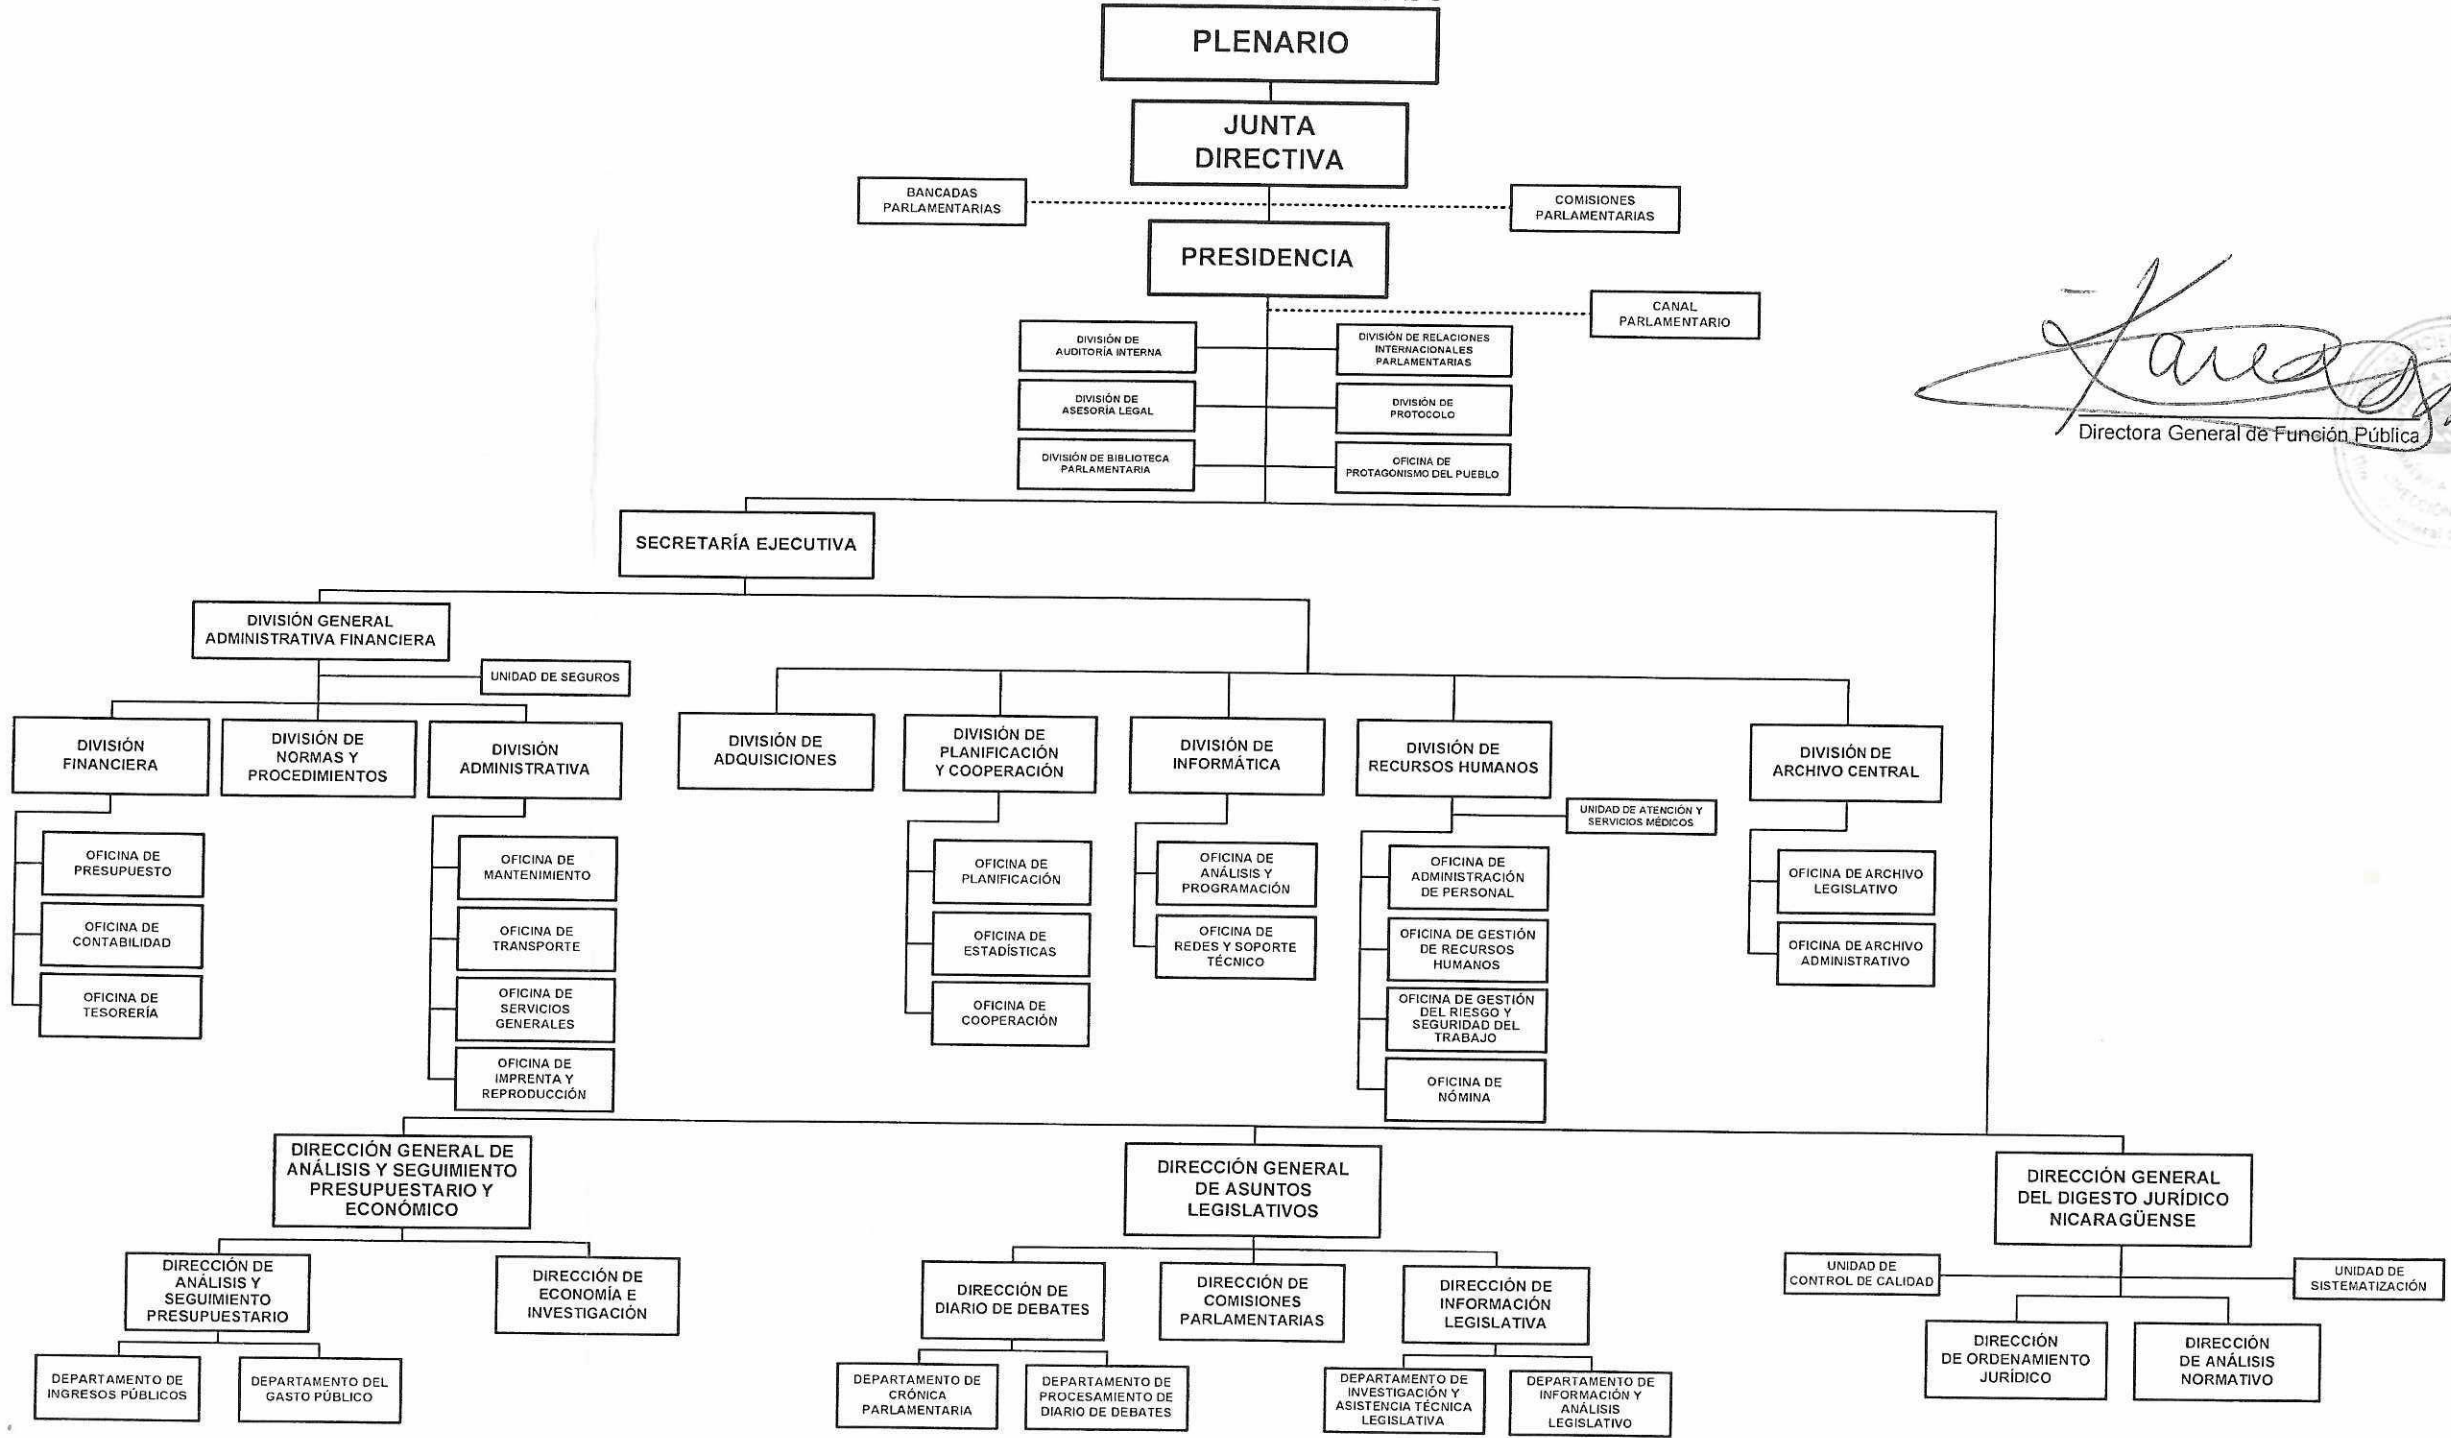 PLENARIO
JUNTA
DIRECTIVA
BANCADAS
PARLAMENTARIAS
COMISIONES
PARLAMENTARIAS
PRESIDENCIA
CANAL
PARLAMENTARIO
DIVISIÓN DE
AUDITORÍA INTERNA
DIVISIÓN DE RELACIONES
INTERNACIONALES
PARLAMENTARIAS
DIVISIÓN DE
ASESORÍA LEGAL
DIVISIÓN DE
PROTOCOLO
DIVISIÓN DE BIBLIOTECA
PARLAMENTARIA
OFICINA DE
PROTAGONISMO DEL PUEBLO
Directora General de Función Pública
SECRETARÍA EJECUTIVA
DIVISIÓN GENERAL
ADMINISTRATIVA FINANCIERA
UNIDAD DE SEGUROS
DIVISIÓN
FINANCIERA
DIVISIÓN DE
NORMAS Y
PROCEDIMIENTOS
DIVISIÓN
ADMINISTRATIVA
DIVISIÓN DE
ADQUISICIONES
DIVISIÓN DE
PLANIFICACIÓN
Y COOPERACIÓN
DIVISIÓN DE
INFORMÁTICA
DIVISIÓN DE
RECURSOS HUMANOS
DIVISIÓN DE
ARCHIVO CENTRAL
UNIDAD DE ATENCIÓN Y
SERVICIOS MÉDICOS
OFICINA DE
PRESUPUESTO
OFICINA DE
CONTABILIDAD
OFICINA DE
TESORERÍA
OFICINA DE
MANTENIMIENTO
OFICINA DE
TRANSPORTE
OFICINA DE
SERVICIOS
GENERALES
OFICINA DE
IMPRENTA Y
REPRODUCCIÓN
OFICINA DE
PLANIFICACIÓN
OFICINA DE
ESTADÍSTICAS
OFICINA DE
COOPERACIÓN
OFICINA DE
ANÁLISIS Y
PROGRAMACIÓN
OFICINA DE
REDES Y SOPORTE
TÉCNICO
OFICINA DE
ADMINISTRACIÓN
DE PERSONAL
OFICINA DE GESTIÓN
DE RECURSOS
HUMANOS
OFICINA DE GESTIÓN
DEL RIESGO Y
SEGURIDAD DEL
TRABAJO
OFICINA DE
NÓMINA
OFICINA DE ARCHIVO
LEGISLATIVO
OFICINA DE ARCHIVO
ADMINISTRATIVO
DIRECCIÓN GENERAL DE
ANÁLISIS Y SEGUIMIENTO
PRESUPUESTARIO Y
ECONÓMICO
DIRECCIÓN GENERAL
DE ASUNTOS
LEGISLATIVOS
DIRECCIÓN GENERAL
DEL DIGESTO JURÍDICO
NICARAGÜENSE
DIRECCIÓN DE
ANÁLISIS Y
SEGUIMIENTO
PRESUPUESTARIO
DIRECCIÓN DE
ECONOMÍA E
INVESTIGACIÓN
DIRECCIÓN DE
DIARIO DE DEBATES
DIRECCIÓN DE
COMISIONES
PARLAMENTARIAS
DIRECCIÓN DE
INFORMACIÓN
LEGISLATIVA
UNIDAD DE
CONTROL DE CALIDAD
UNIDAD DE
SISTEMATIZACIÓN
DEPARTAMENTO DE
INGRESOS PÚBLICOS
DEPARTAMENTO DEL
GASTO PÚBLICO
DEPARTAMENTO DE
CRÓNICA
PARLAMENTARIA
DEPARTAMENTO DE
PROCESAMIENTO DE
DIARIO DE DEBATES
DEPARTAMENTO DE
INVESTIGACIÓN Y
ASISTENCIA TÉCNICA
LEGISLATIVA
DEPARTAMENTO DE
INFORMACIÓN Y
ANÁLISIS
LEGISLATIVO
DIRECCIÓN
DE ORDENAMIENTO
JURÍDICO
DIRECCIÓN
DE ANÁLISIS
NORMATIVO